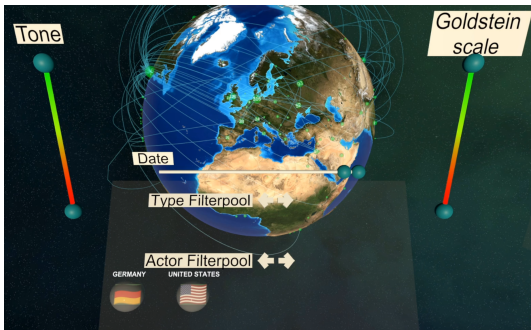 Tone
Goldstein
scale
Date
Type Filterpool
Actor Filterpool
GERMANY
UNITED STATES